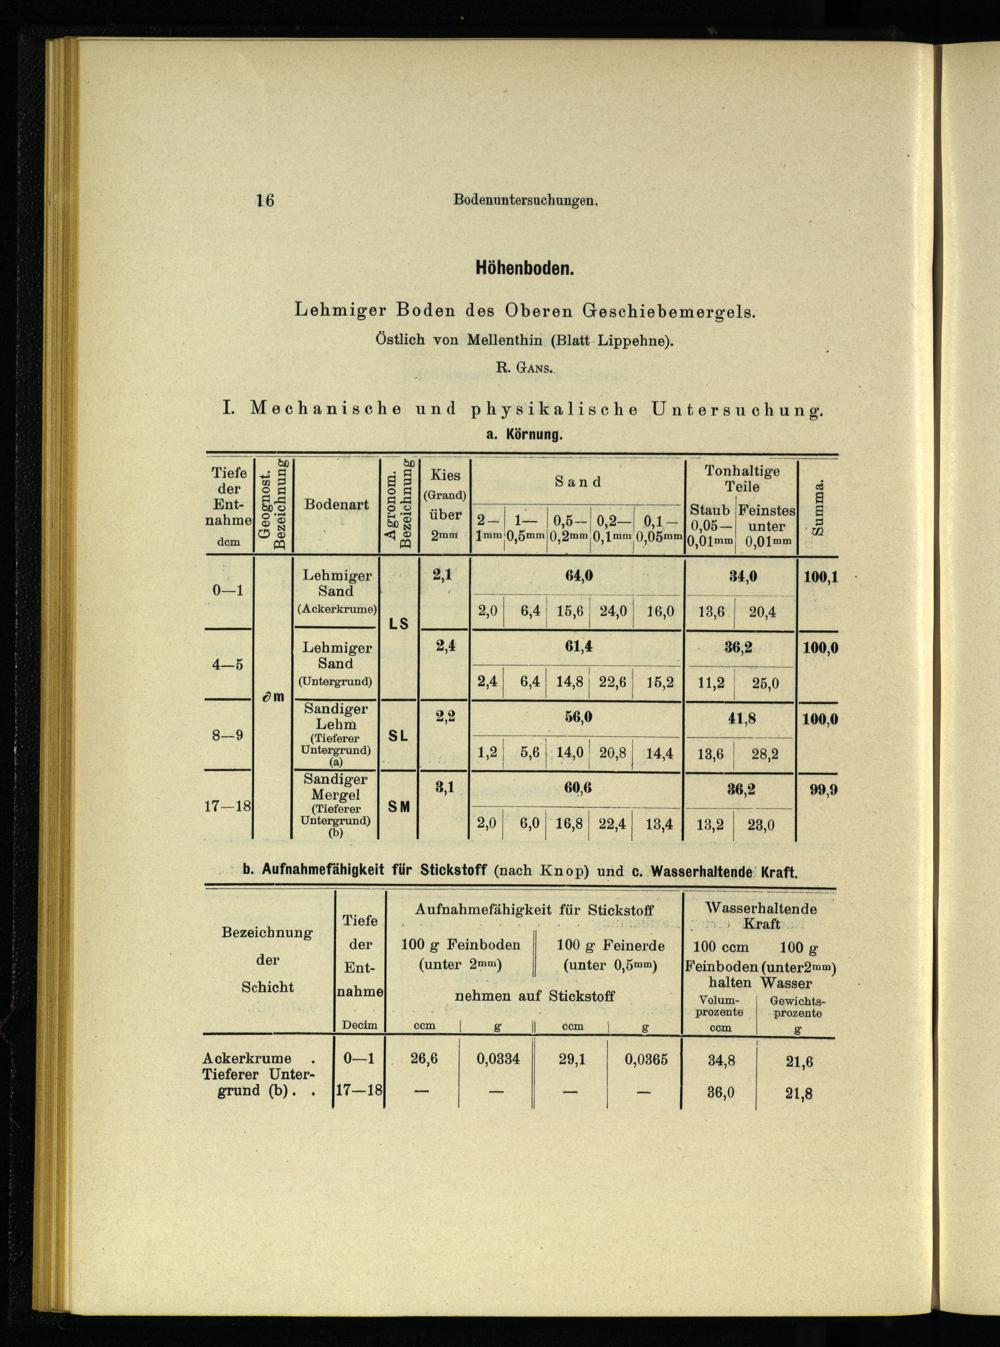 16 Bodenuntersuchungen.
Höhenboden.
Lehmiger Boden des Oberen Geschiebemergels.
Östlich von Mellenthin (Blatt Lippehne).
R. GANS.
I. Mechanische und physikalische Untersuchung.
a. Körnung.
Tiefe der Ent- nahme dcm
Geognost. Bezeichnung
Bodenart
Agronom. Bezeichnung
Kies (Grand) über 2mm
Sand
2— 1mm 1— 0,5mm 0,5— 0,2mm 0,2— 0,1mm 0,1— 0,05mm
Tonhaltige Teile
Staub 0,05— 0,01mm
Feinstes unter 0,01mm
Summa.
0—1
∂m
Lehmiger Sand (Ackerkrume)
LS
2,1 64,0 34,0 100,1
2,0 6,4 15,6 24,0 16,0 13,6 20,4
4—5
Lehmiger Sand (Untergrund)
2,4 61,4 36,2 100,0
2,4 6,4 14,8 22,6 15,2 11,2 25,0
8—9
Sandiger Lehm (Tieferer Untergrund) (a)
SL
2,2 56,0 41,8 100,0
1,2 5,6 14,0 20,8 14,4 13,6 28,2
17—18
Sandiger Mergel (Tieferer Untergrund) (b)
SM
3,1 60,6 36,2 99,9
2,0 6,0 16,8 22,4 13,4 13,2 23,0
b. Aufnahmefähigkeit für Stickstoff (nach Knop) und c. Wasserhaltende Kraft.
Bezeichnung der Schicht
Tiefe der Ent- nahme Decim
Aufnahmefähigkeit für Stickstoff
100 g Feinboden (unter 2mm)
100 g Feinerde (unter 0,5mm)
nehmen auf Stickstoff
ccm g ccm g
Wasserhaltende Kraft
100 ccm 100 g
Feinboden (unter 2mm)
halten Wasser
Volum- prozente ccm
Gewichts- prozente g
Ackerkrume . 0—1 26,6 0,0334 29,1 0,0365 34,8 21,6
Tieferer Unter-
grund (b) . . 17—18 — — — — 36,0 21,8